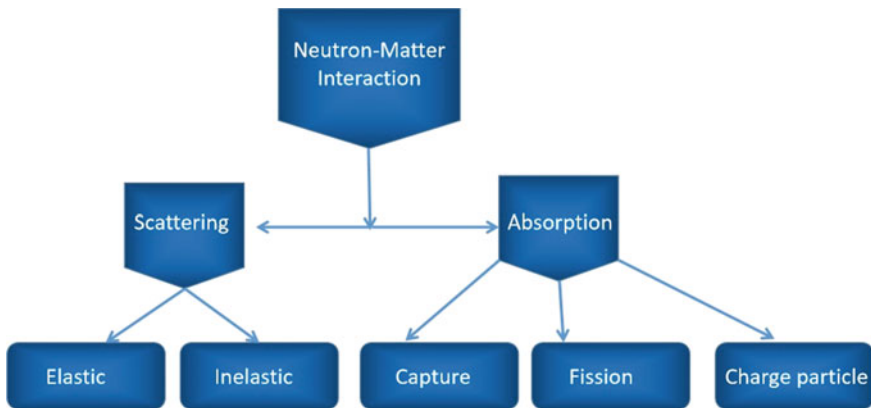 Neutron-Matter
Interaction
Scattering
Absorption
Elastic
Inelastic
Capture
Fission
Charge particle